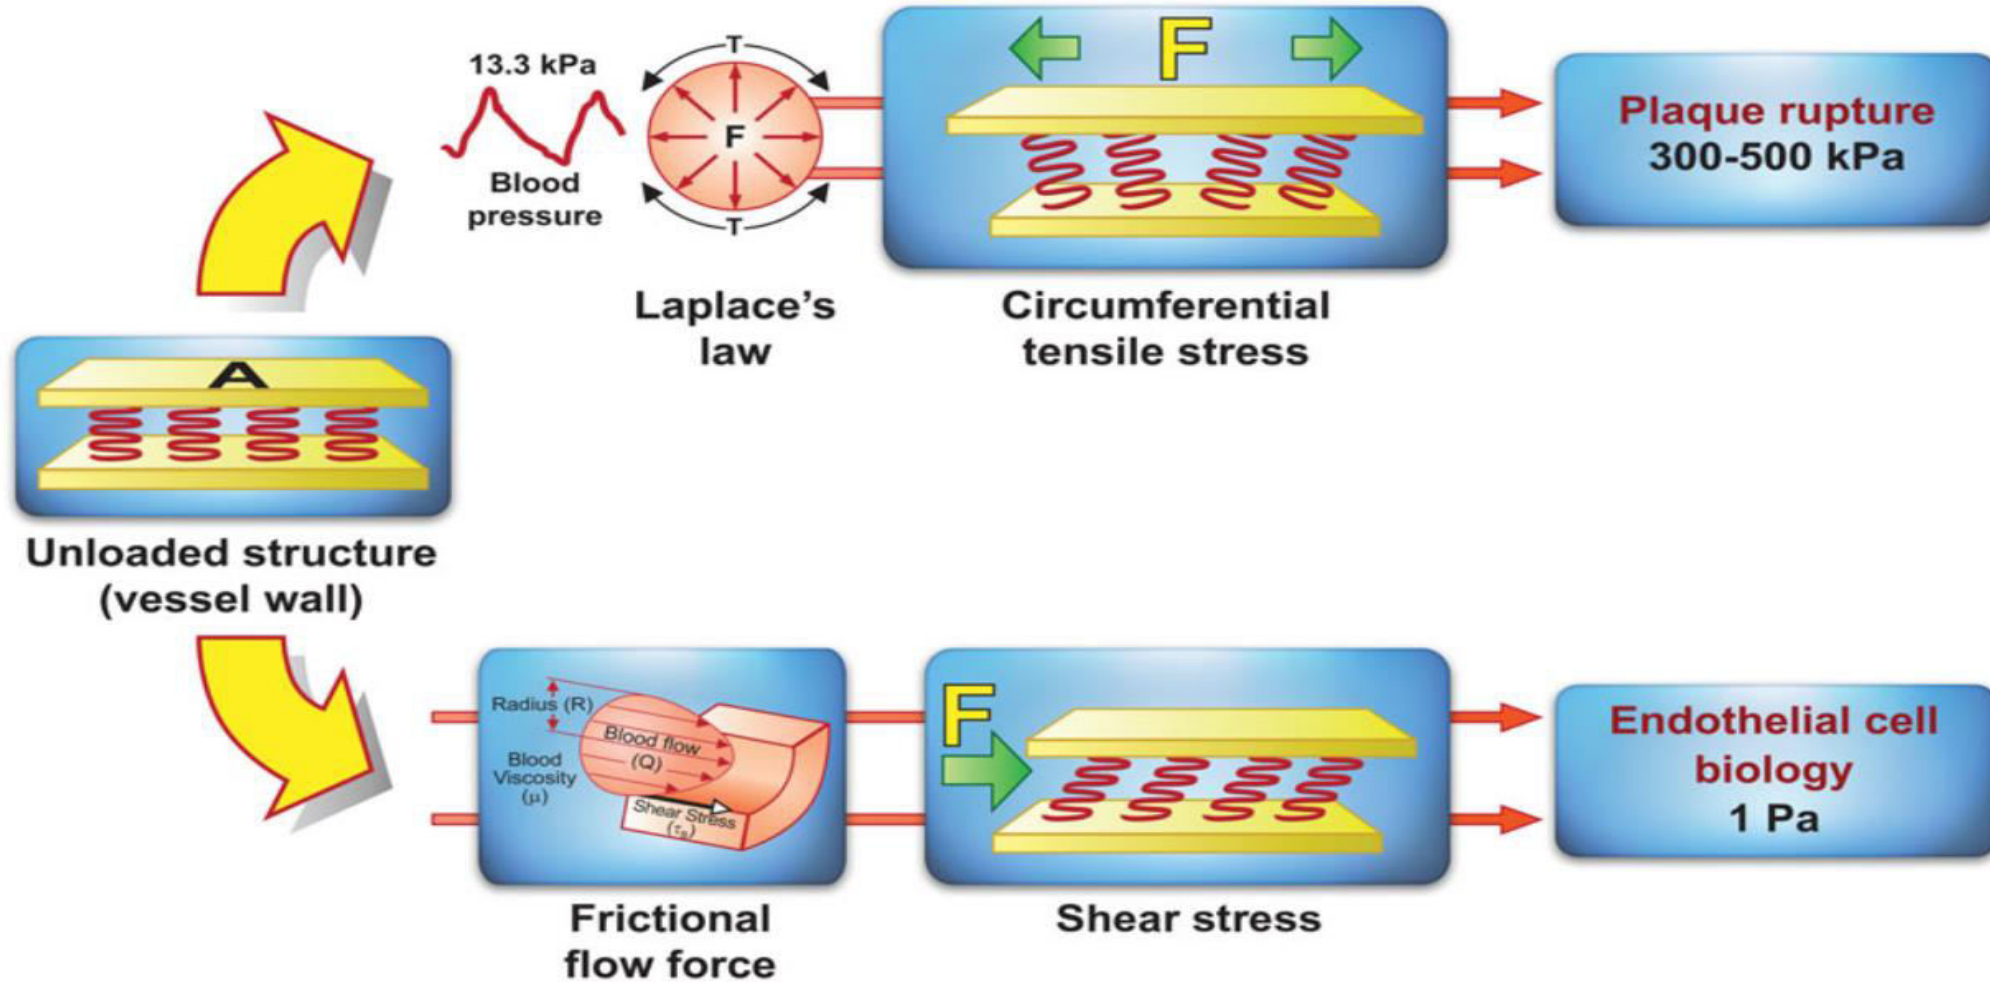 13.3 kPa
Blood
pressure
T
F
T
Laplace's
law
F
Circumferential
tensile stress
Plaque rupture
300-500 kPa
A
Unloaded structure
(vessel wall)
Radius (R)
Blood flow
(Q)
Blood
Viscosity
(μ)
Shear Stress
(τₛ)
Frictional
flow force
F
Shear stress
Endothelial cell
biology
1 Pa